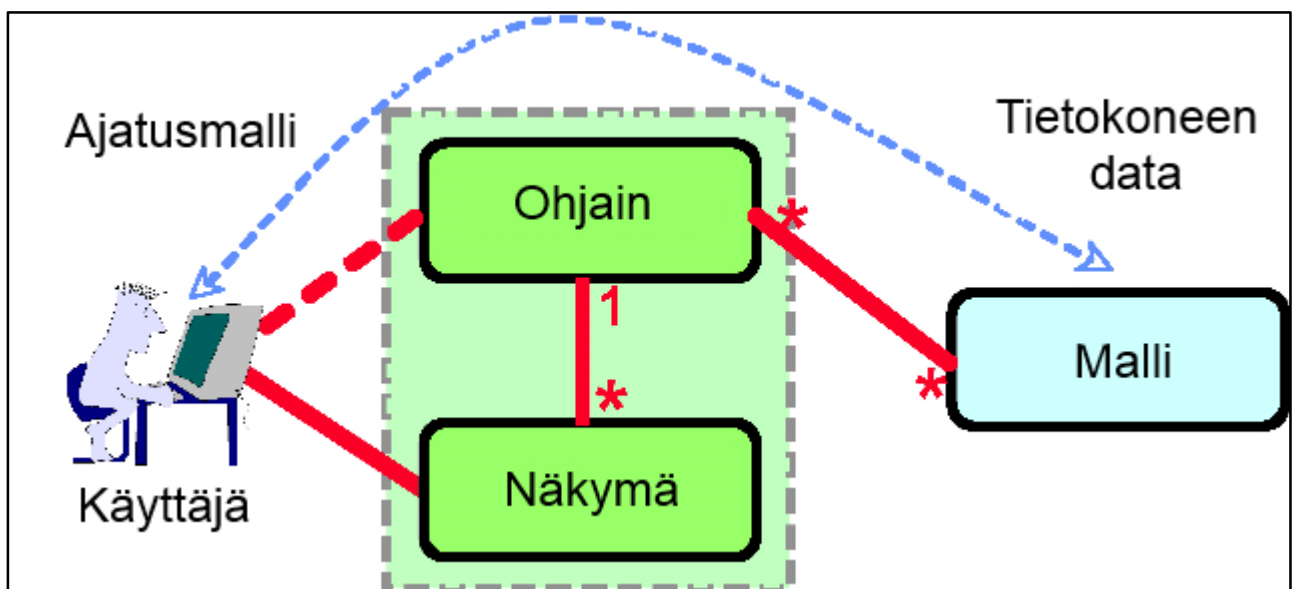 Ajatusmalli
Tietokoneen
data
Ohjain
*
1
*
*
Malli
Näkymä
Käyttäjä